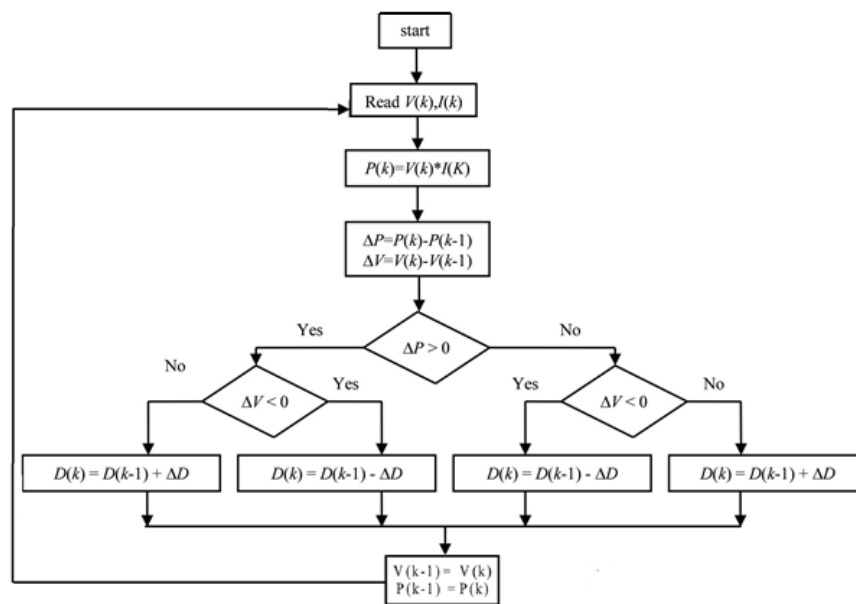 start
Read V(k),I(k)
P(k)=V(k)*I(K)
ΔP=P(k)-P(k-1)
ΔV=V(k)-V(k-1)
Yes
No
ΔP > 0
No
Yes
Yes
No
ΔV < 0
ΔV < 0
D(k) = D(k-1) + ΔD
D(k) = D(k-1) - ΔD
D(k) = D(k-1) - ΔD
D(k) = D(k-1) + ΔD
V(k-1) = V(k)
P(k-1) = P(k)